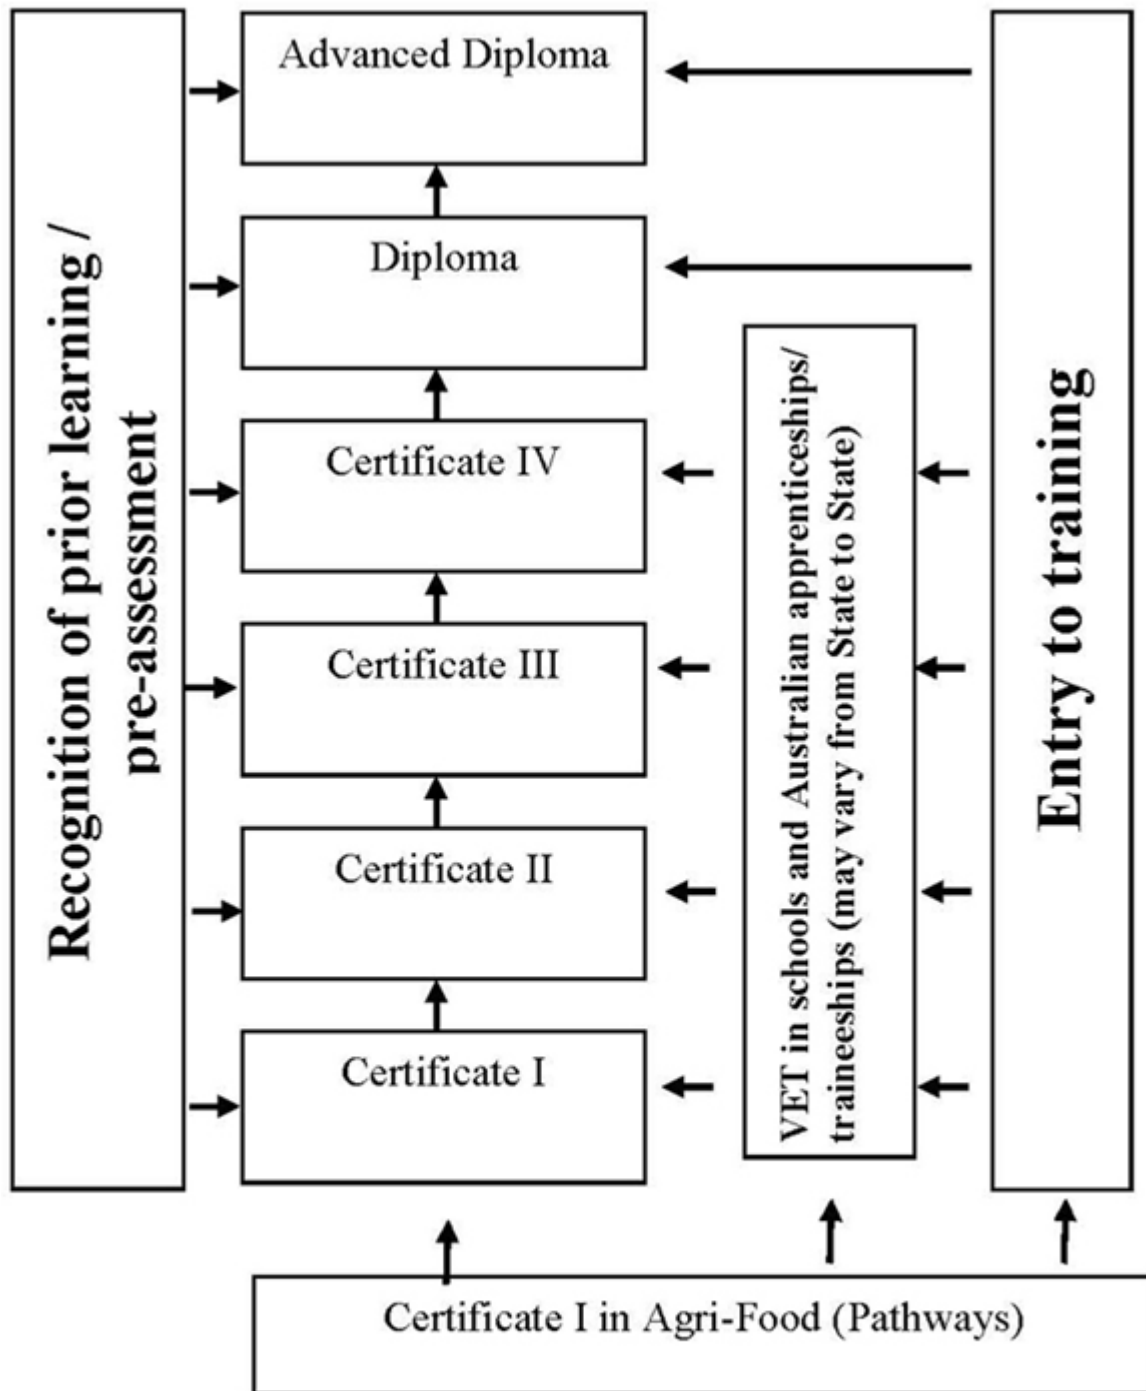 Recognition of prior learning /
pre-assessment
Advanced Diploma
Diploma
Certificate IV
Certificate III
Certificate II
Certificate I
VET in schools and Australian apprenticeships/
traineeships (may vary from State to State)
Entry to training
Certificate I in Agri-Food (Pathways)